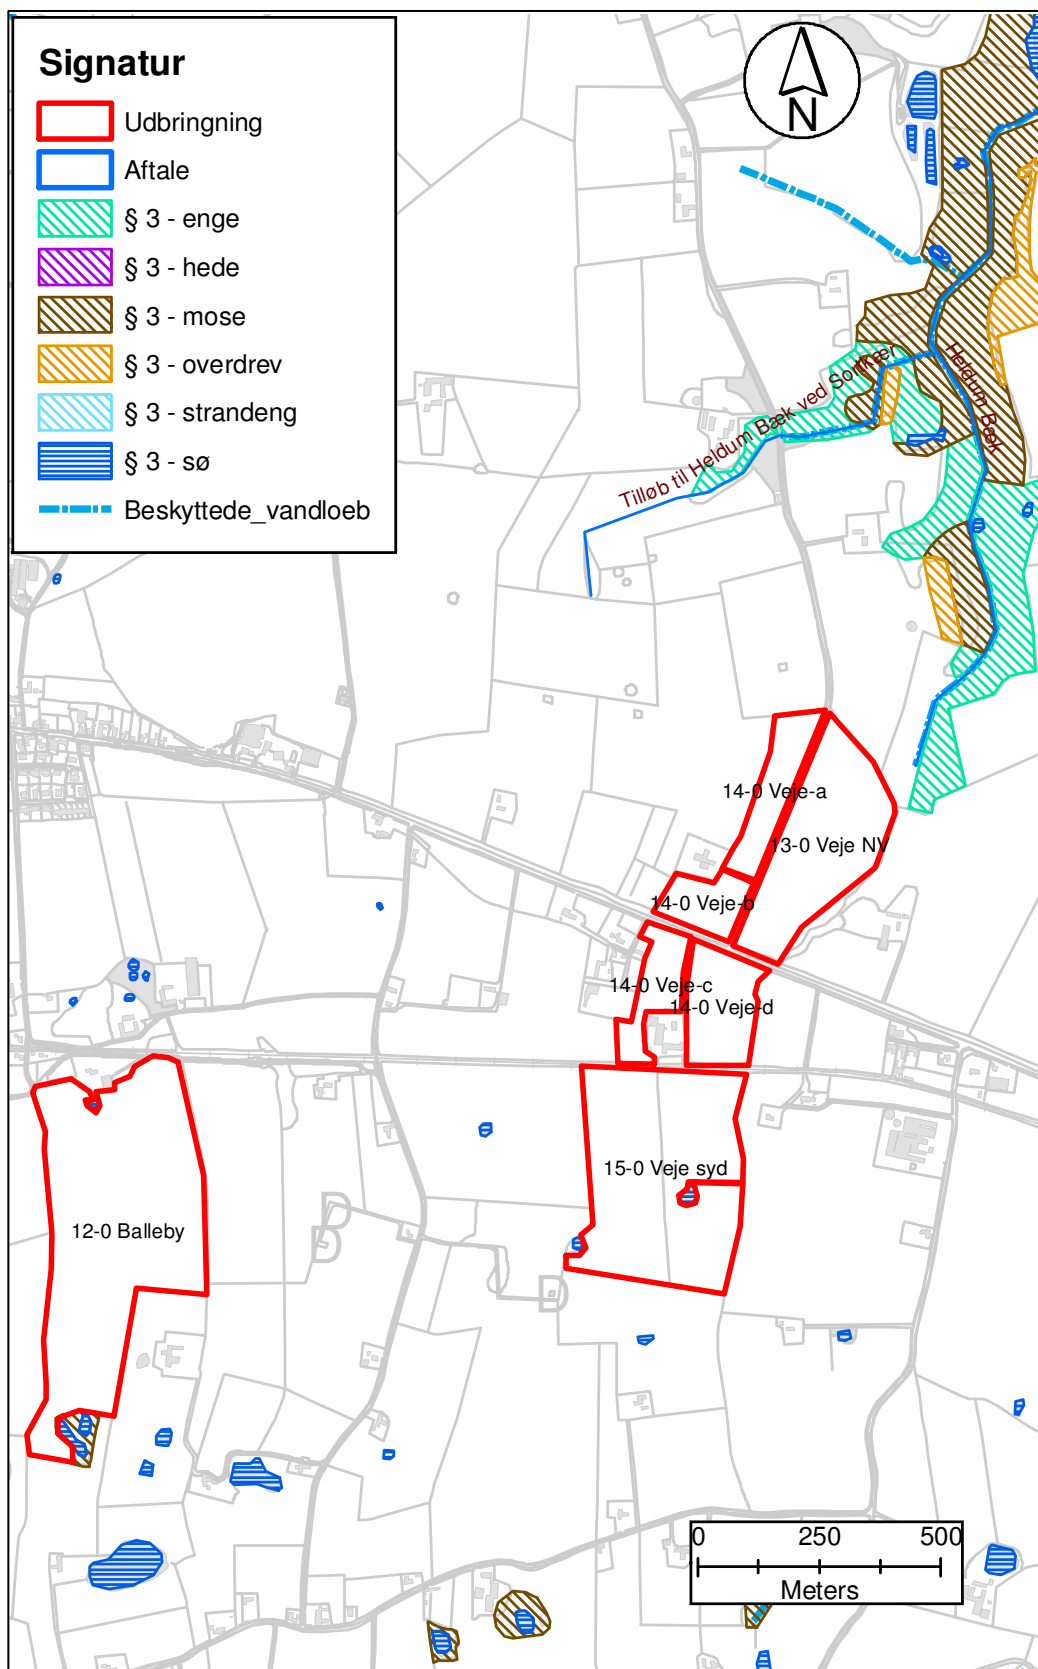 Signatur
Udbringning
Aftale
§ 3 - enge
§ 3 - hede
§ 3 - mose
§ 3 - overdrev
§ 3 - strandeng
§ 3 - sø
Beskyttede_vandloeb
N
Tilløb til Heldum Bæk ved Sortkær
Heldum Bæk
14-0 Veje-a
13-0 Veje NV
14-0 Veje-b
14-0 Veje-c
14-0 Veje-d
15-0 Veje syd
12-0 Balleby
0 250 500
Meters